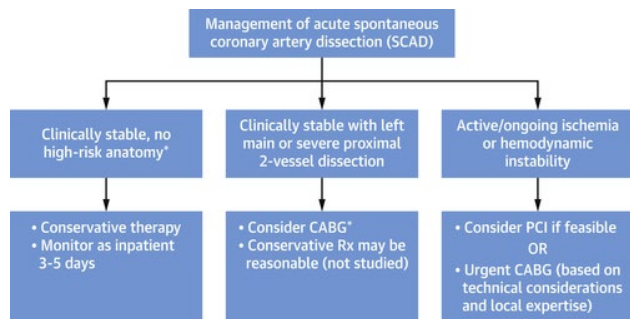 Management of acute spontaneous
coronary artery dissection (SCAD)
Clinically stable, no
high-risk anatomy*
Clinically stable with left
main or severe proximal
2-vessel dissection
Active/ongoing ischemia
or hemodynamic
instability
• Conservative therapy
• Monitor as inpatient
3-5 days
• Consider CABG*
• Conservative Rx may be
reasonable (not studied)
• Consider PCI if feasible
OR
• Urgent CABG (based on
technical considerations
and local expertise)